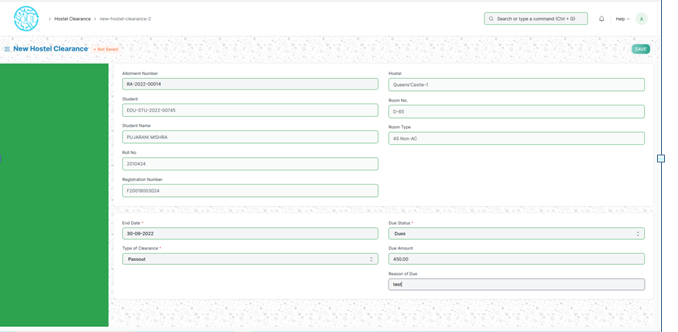 Hostel Clearance
new-hostel-clearance-2
Search or type a command (Ctrl + G)
Help
A
New Hostel Clearance
Not Saved
SAVE
Allotment Number
RA-2022-00014
Student
EDU-STU-2022-00745
Student Name
PUJARANI MISHRA
Roll No
2010424
Registration Number
F20019003024
Hostel
Queens'Castle-1
Room No.
D-65
Room Type
4S Non-AC
End Date *
30-09-2022
Type of Clearance *
Passout
Due Status *
Dues
Due Amount
450.00
Reason of Due
test